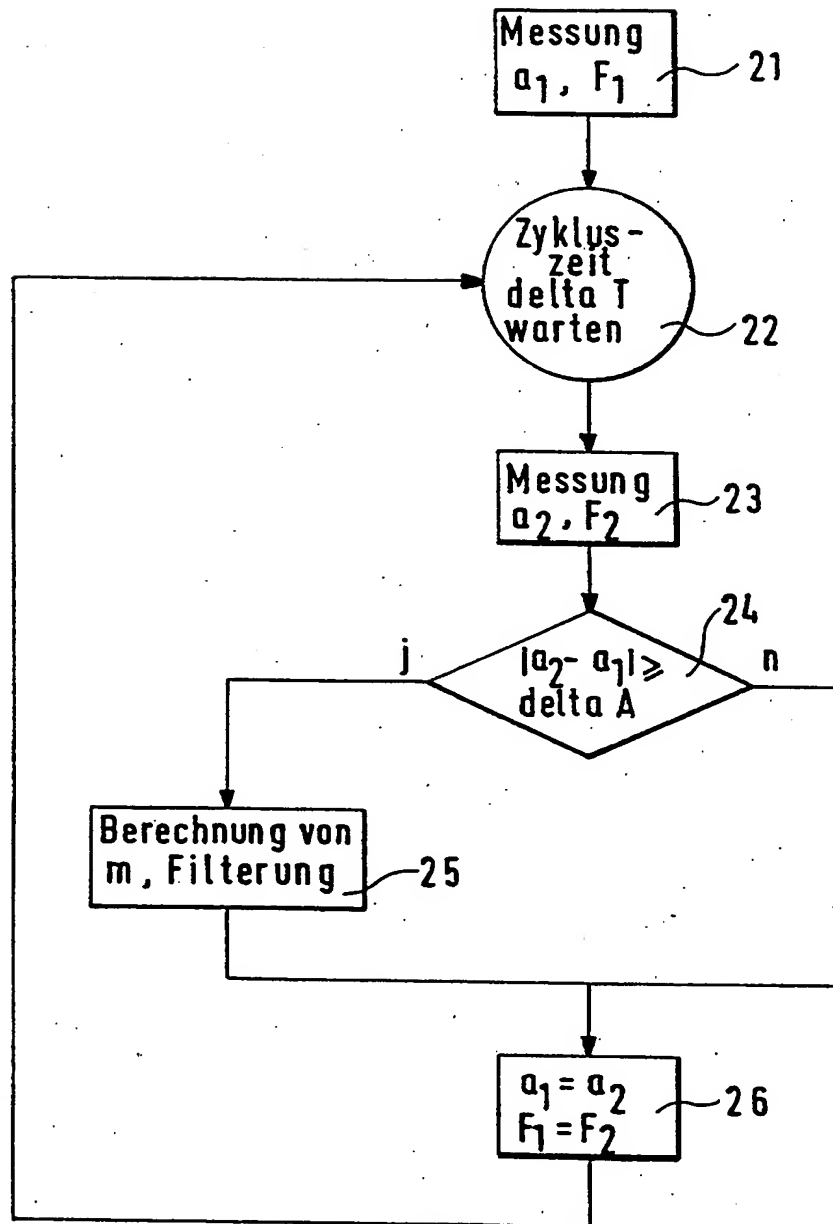 Messung
a₁, F₁
21
Zyklus-
zeit
delta T
warten
22
Messung
a₂, F₂
23
24
j
|a₂- a₁| ⩾
delta A
n
Berechnung von
m, Filterung
25
a₁ = a₂
F₁ = F₂
26